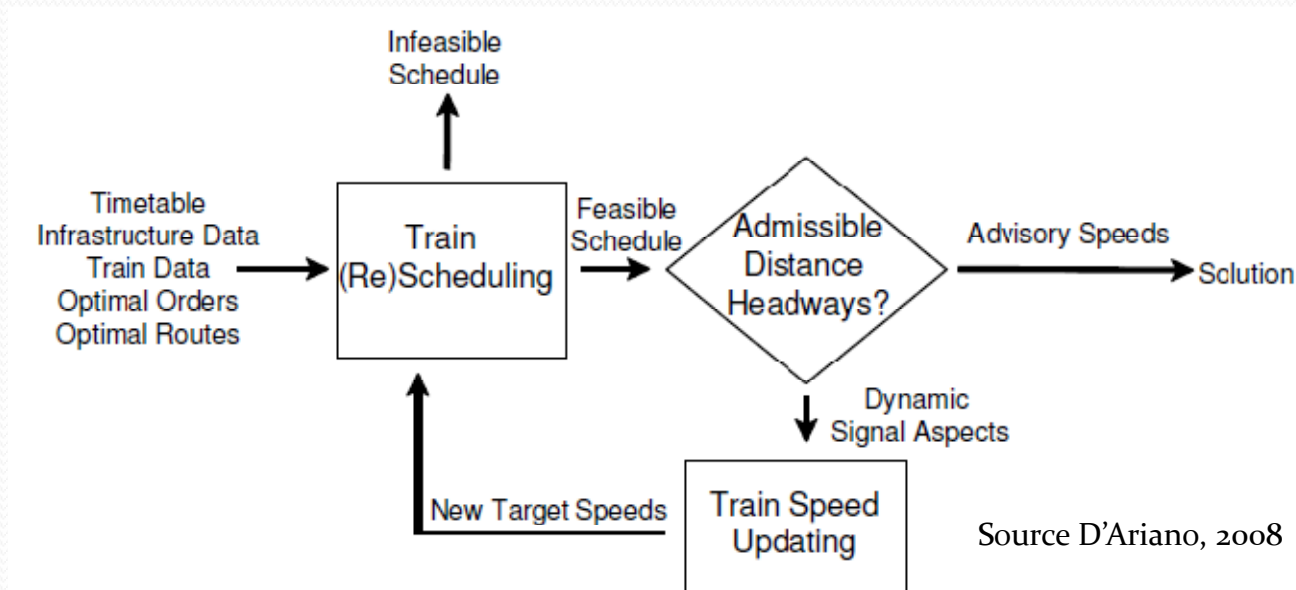 Infeasible
Schedule
Timetable
Infrastructure Data
Train Data
Optimal Orders
Optimal Routes
Train
(Re)Scheduling
Feasible
Schedule
Admissible
Distance
Headways?
Advisory Speeds
Solution
Dynamic
Signal Aspects
New Target Speeds
Train Speed
Updating
Source D'Ariano, 2008